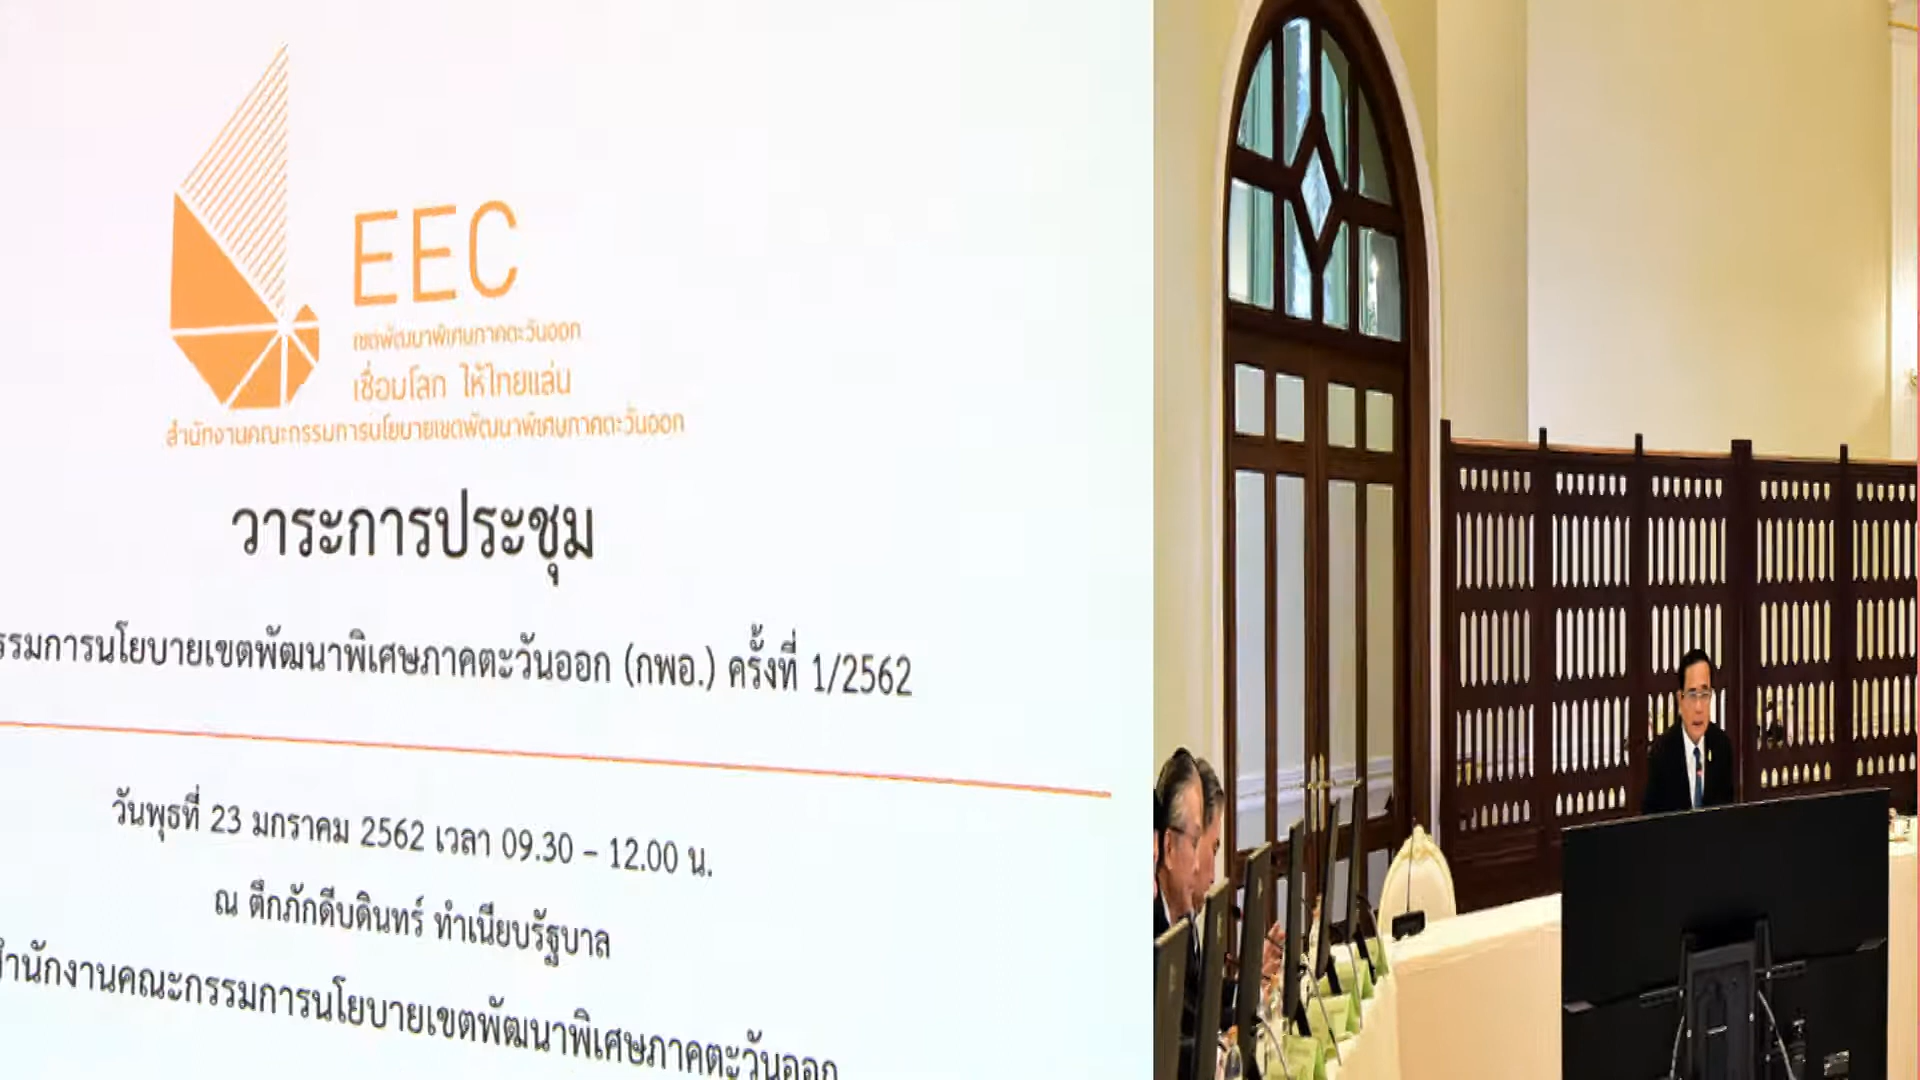 EEC
เขตพัฒนาพิเศษภาคตะวันออก
เชื่อมโลก ให้ไทยแล่น
สำนักงานคณะกรรมการนโยบายเขตพัฒนาพิเศษภาคตะวันออก
วาระการประชุม
รรมการนโยบายเขตพัฒนาพิเศษภาคตะวันออก (กพอ.) ครั้งที่ 1/2562
วันพุธที่ 23 มกราคม 2562 เวลา 09.30 – 12.00 น.
ณ ตึกภักดีบดินทร์ ทำเนียบรัฐบาล
สำนักงานคณะกรรมการนโยบายเขตพัฒนาพิเศษภาคตะวันออก